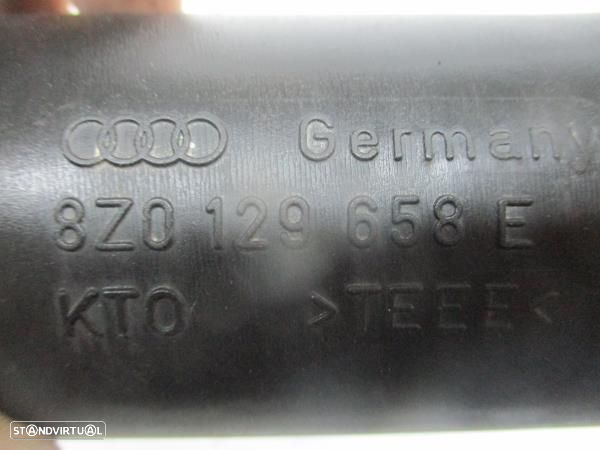 Germany
8Z0 129 658 E
KTO >TEEE<
STANDVIRTUAL